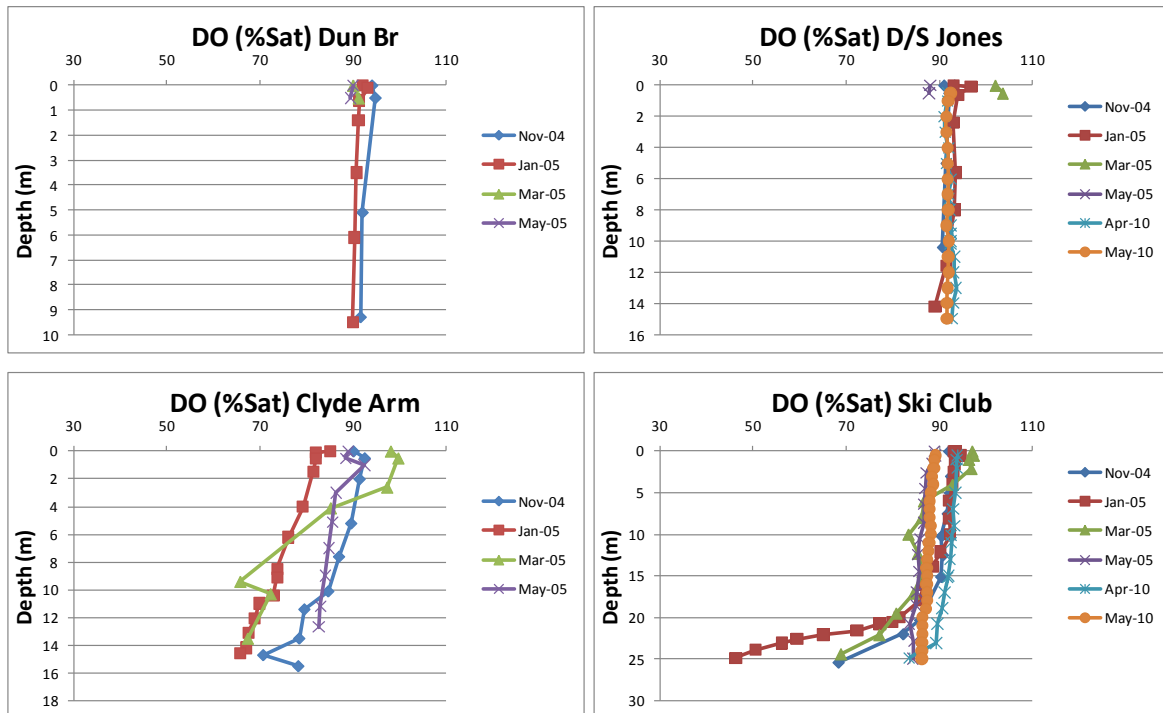 DO (%Sat) Dun Br
30 50 70 90 110
0
1
2
3
4
5
6
7
8
9
10
Depth (m)
Nov-04
Jan-05
Mar-05
May-05
DO (%Sat) D/S Jones
30 50 70 90 110
0
2
4
6
8
10
12
14
16
Depth (m)
Nov-04
Jan-05
Mar-05
May-05
Apr-10
May-10
DO (%Sat) Clyde Arm
30 50 70 90 110
0
2
4
6
8
10
12
14
16
18
Depth (m)
Nov-04
Jan-05
Mar-05
May-05
DO (%Sat) Ski Club
30 50 70 90 110
0
5
10
15
20
25
30
Depth (m)
Nov-04
Jan-05
Mar-05
May-05
Apr-10
May-10